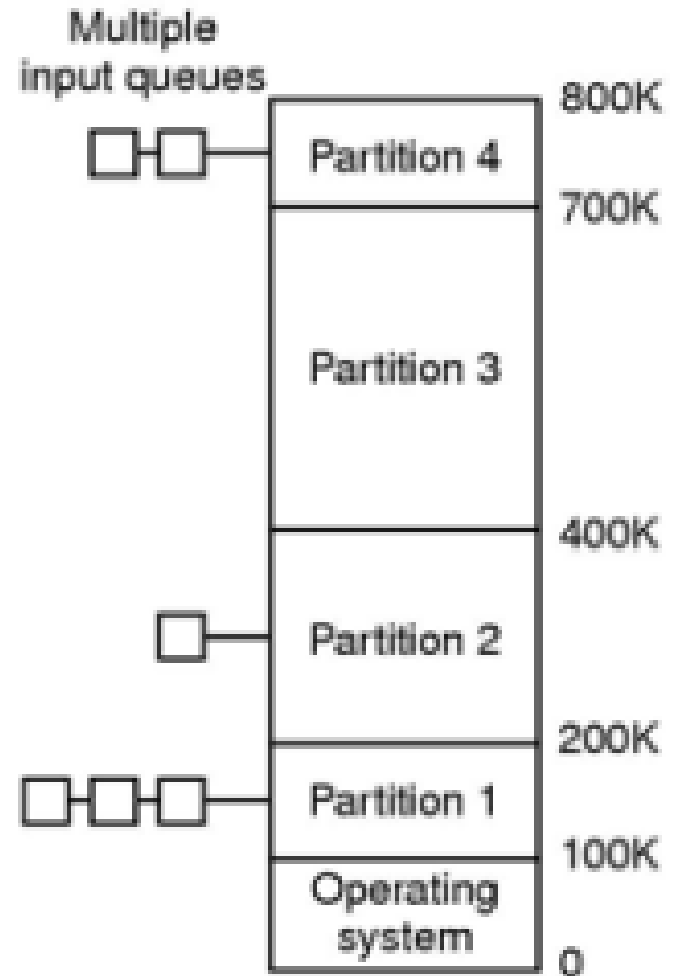 Multiple
input queues
800K
Partition 4
700K
Partition 3
400K
Partition 2
200K
Partition 1
100K
Operating
system
0